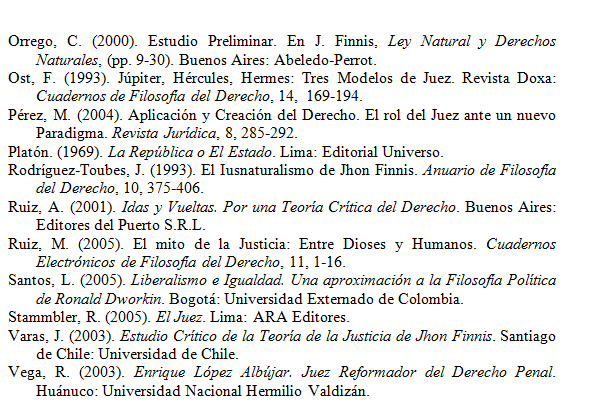 Orrego, C. (2000). Estudio Preliminar. En J. Finnis, Ley Natural y Derechos
Naturales, (pp. 9-30). Buenos Aires: Abeledo-Perrot.
Ost, F. (1993). Júpiter, Hércules, Hermes: Tres Modelos de Juez. Revista Doxa:
Cuadernos de Filosofía del Derecho, 14, 169-194.
Pérez, M. (2004). Aplicación y Creación del Derecho. El rol del Juez ante un nuevo
Paradigma. Revista Jurídica, 8, 285-292.
Platón. (1969). La República o El Estado. Lima: Editorial Universo.
Rodríguez-Toubes, J. (1993). El Iusnaturalismo de Jhon Finnis. Anuario de Filosofía
del Derecho, 10, 375-406.
Ruiz, A. (2001). Idas y Vueltas. Por una Teoría Crítica del Derecho. Buenos Aires:
Editores del Puerto S.R.L.
Ruiz, M. (2005). El mito de la Justicia: Entre Dioses y Humanos. Cuadernos
Electrónicos de Filosofía del Derecho, 11, 1-16.
Santos, L. (2005). Liberalismo e Igualdad. Una aproximación a la Filosofía Política
de Ronald Dworkin. Bogotá: Universidad Externado de Colombia.
Stammbler, R. (2005). El Juez. Lima: ARA Editores.
Varas, J. (2003). Estudio Crítico de la Teoría de la Justicia de Jhon Finnis. Santiago
de Chile: Universidad de Chile.
Vega, R. (2003). Enrique López Albújar. Juez Reformador del Derecho Penal.
Huánuco: Universidad Nacional Hermilio Valdizán.